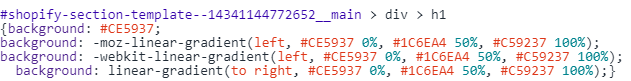 #shopify-section-template--14341144772652__main > div > h1
{background: #CE5937;
background: -moz-linear-gradient(left, #CE5937 0%, #1C6EA4 50%, #C59237 100%);
background: -webkit-linear-gradient(left, #CE5937 0%, #1C6EA4 50%, #C59237 100%);
background: linear-gradient(to right, #CE5937 0%, #1C6EA4 50%, #C59237 100%);}